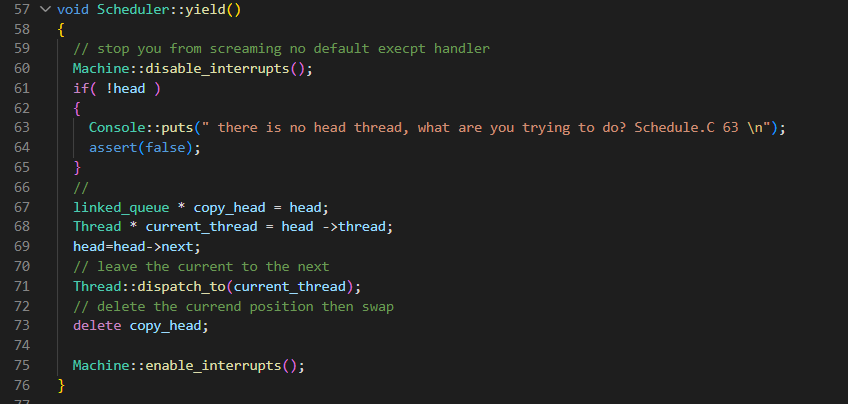 57 void Scheduler::yield()
58 {
59 // stop you from screaming no default execpt handler
60 Machine::disable_interrupts();
61 if( !head )
62 {
63 Console::puts(" there is no head thread, what are you trying to do? Schedule.C 63 \n");
64 assert(false);
65 }
66 //
67 linked_queue * copy_head = head;
68 Thread * current_thread = head ->thread;
69 head=head->next;
70 // leave the current to the next
71 Thread::dispatch_to(current_thread);
72 // delete the currend position then swap
73 delete copy_head;
74
75 Machine::enable_interrupts();
76 }
77